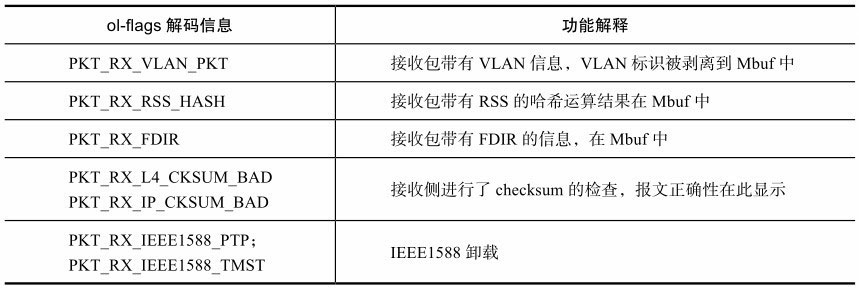 ol-flags 解码信息 功能解释
PKT_RX_VLAN_PKT 接收包带有 VLAN 信息，VLAN 标识被剥离到 Mbuf 中
PKT_RX_RSS_HASH 接收包带有 RSS 的哈希运算结果在 Mbuf 中
PKT_RX_FDIR 接收包带有 FDIR 的信息，在 Mbuf 中
PKT_RX_L4_CKSUM_BAD
PKT_RX_IP_CKSUM_BAD
接收侧进行了 checksum 的检查，报文正确性在此显示
PKT_RX_IEEE1588_PTP；
PKT_RX_IEEE1588_TMST
IEEE1588 卸载